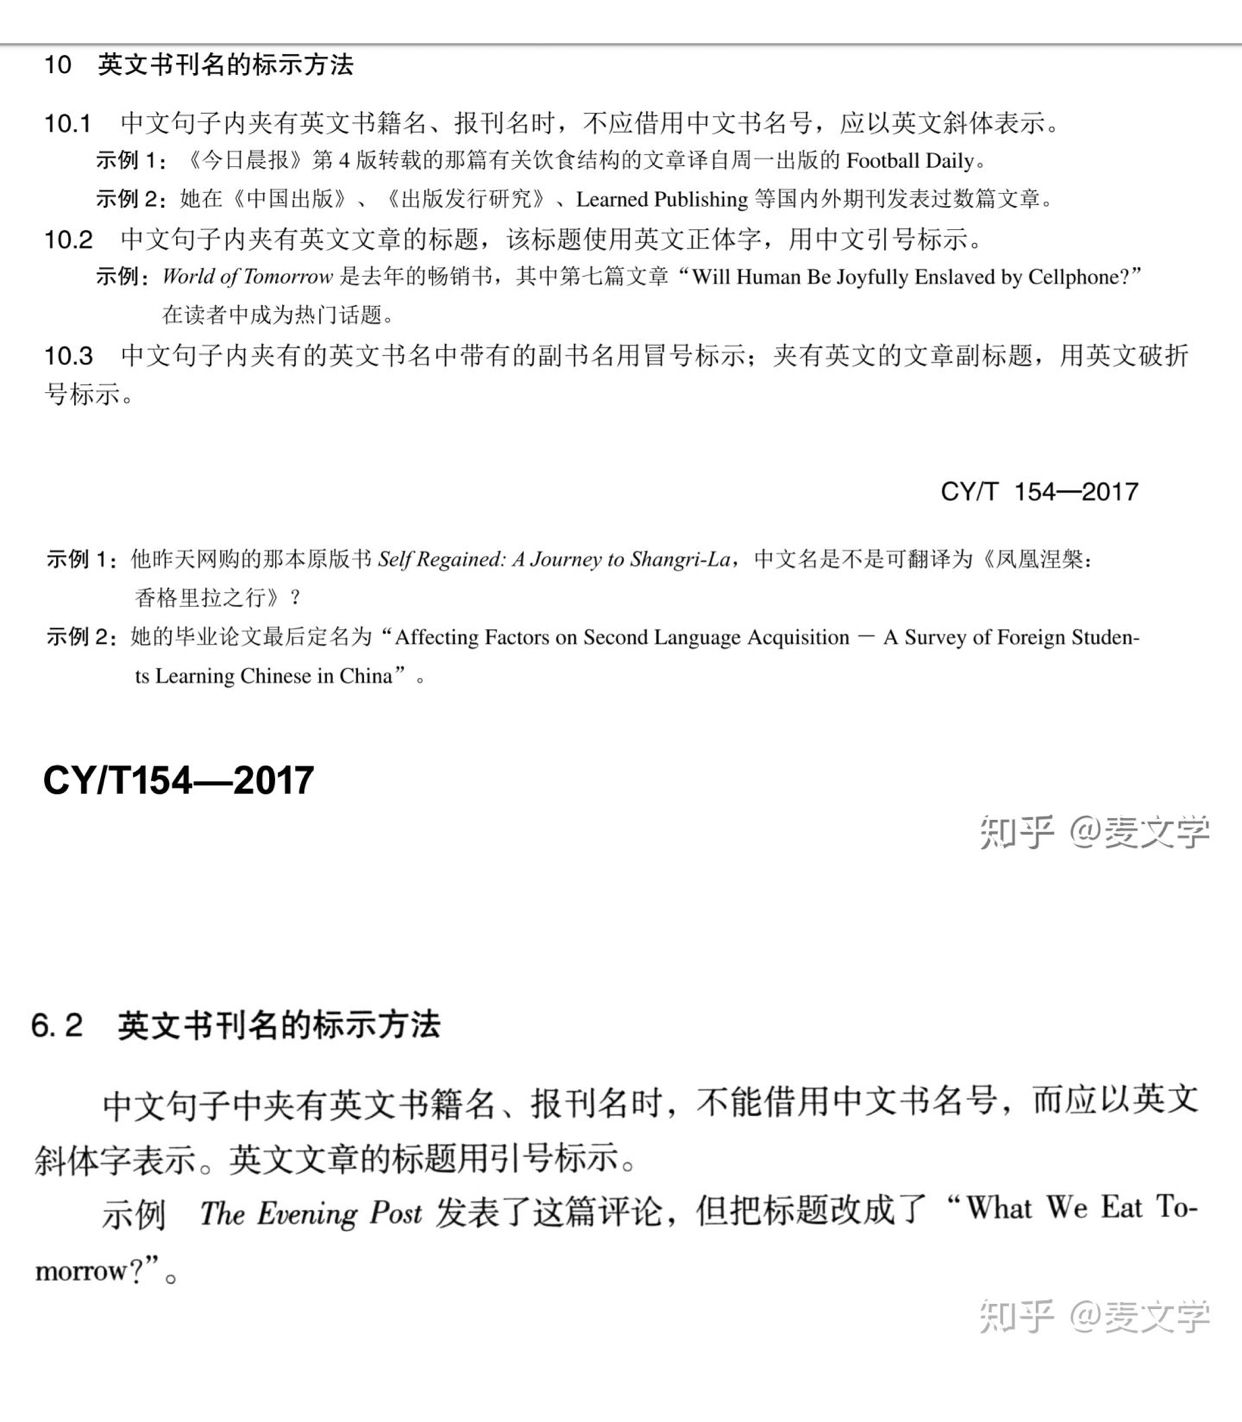 10 英文书刊名的标示方法
10.1 中文句子内夹有英文书籍名、报刊名时，不应借用中文书名号，应以英文斜体表示。
示例 1：《今日晨报》第 4 版转载的那篇有关饮食结构的文章译自周一出版的 Football Daily。
示例 2：她在《中国出版》、《出版发行研究》、Learned Publishing 等国内外期刊发表过数篇文章。
10.2 中文句子内夹有英文文章的标题，该标题使用英文正体字，用中文引号标示。
示例：World of Tomorrow 是去年的畅销书，其中第七篇文章“Will Human Be Joyfully Enslaved by Cellphone?”
在读者中成为热门话题。
10.3 中文句子内夹有的英文书名中带有的副书名用冒号标示；夹有英文的文章副标题，用英文破折
号标示。
CY/T 154—2017
示例 1：他昨天网购的那本原版书 Self Regained: A Journey to Shangri-La，中文名是不是可翻译为《凤凰涅槃：
香格里拉之行》？
示例 2：她的毕业论文最后定名为“Affecting Factors on Second Language Acquisition — A Survey of Foreign Studen-
ts Learning Chinese in China”。
CY/T154—2017
知乎 @麦文学
6.2 英文书刊名的标示方法
中文句子中夹有英文书籍名、报刊名时，不能借用中文书名号，而应以英文
斜体字表示。英文文章的标题用引号标示。
示例 The Evening Post 发表了这篇评论，但把标题改成了“What We Eat To-
morrow?”。
知乎 @麦文学